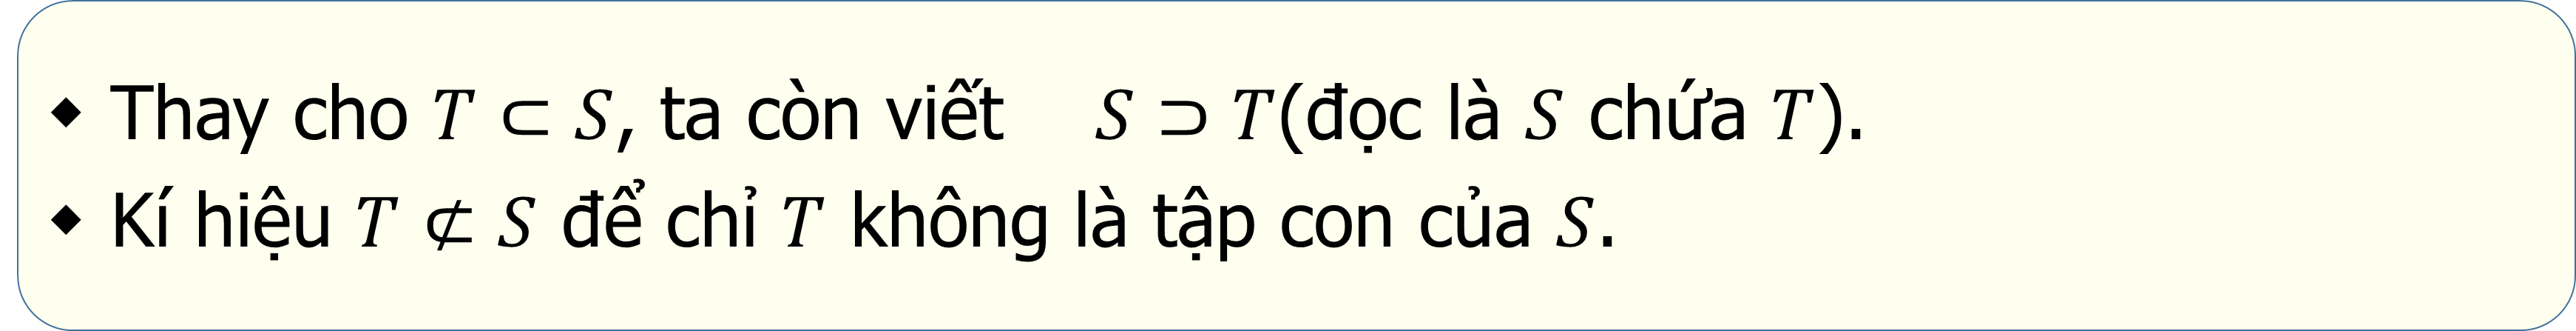 ◆ Thay cho 𝑇 ⊂ 𝑆, ta còn viết 𝑆 ⊃ 𝑇(đọc là 𝑆 chứa 𝑇).
◆ Kí hiệu 𝑇 ⊄ 𝑆 để chỉ 𝑇 không là tập con của 𝑆.